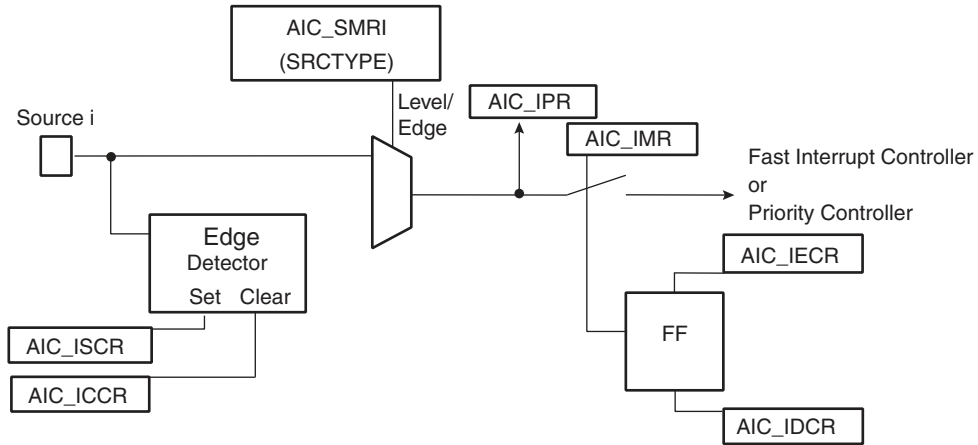 AIC_SMRI
(SRCTYPE)
Source i
Level/
Edge
AIC_IPR
AIC_IMR
Fast Interrupt Controller
or
Priority Controller
Edge
Detector
Set Clear
AIC_IECR
FF
AIC_ISCR
AIC_ICCR
AIC_IDCR